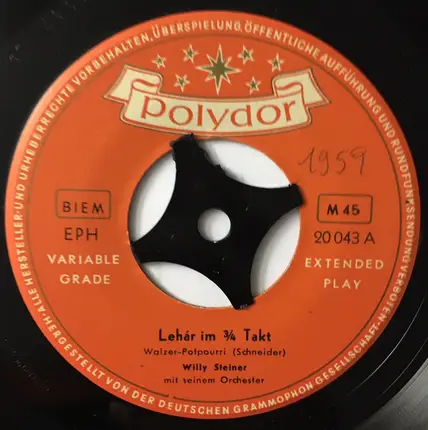 ALLE HERSTELLER- UND URHEBERRECHTE VORBEHALTEN, ÜBERSPIELUNG, ÖFFENTLICHE AUFFÜHRUNG UND RUNDFUNKSENDUNG VERBOTEN
polydor
1959
BIEM
M 45
EPH
20 043 A
VARIABLE
GRADE
EXTENDED
PLAY
Lehár im ¾ Takt
Walzer-Potpourri (Schneider)
Willy Steiner
mit seinem Orchester
HERGESTELLT VON DER DEUTSCHEN GRAMMOPHON GESELLSCHAFT